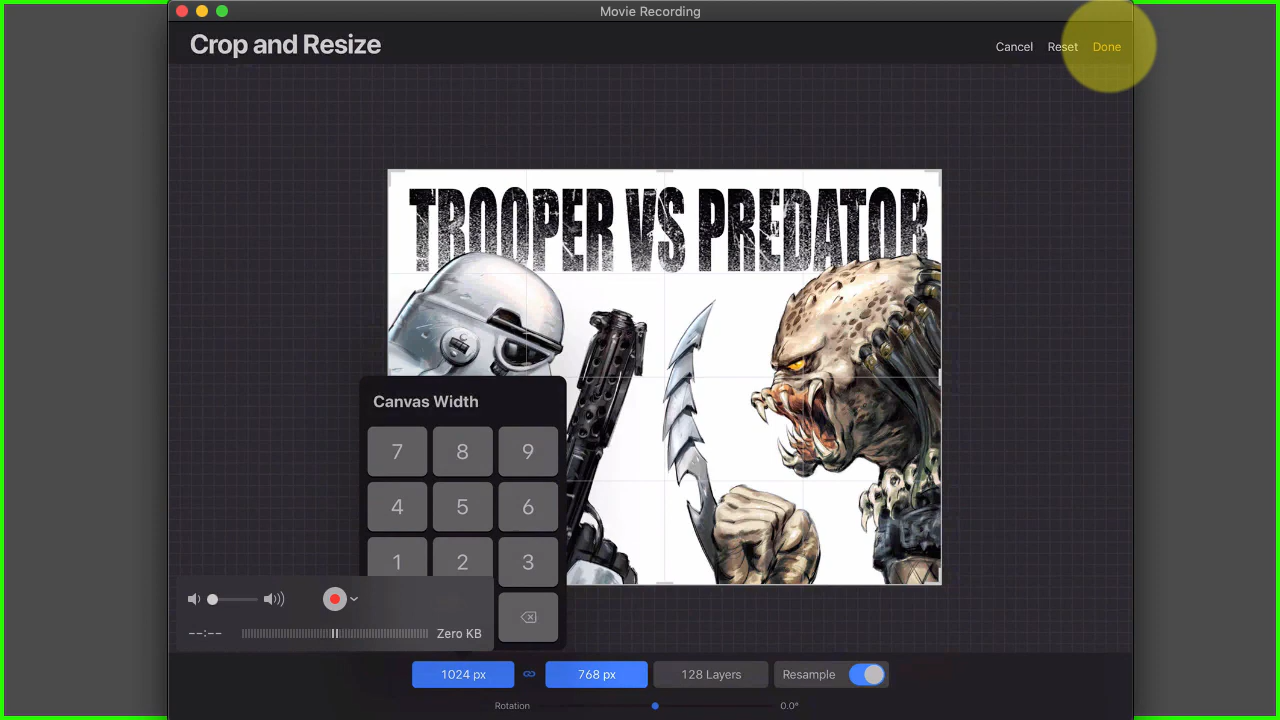 Movie Recording
Crop and Resize
Cancel
Reset
Done
TROOPER VS PREDATOR
Canvas Width
7
8
9
4
5
6
1
2
3
--:--
Zero KB
1024 px
768 px
128 Layers
Resample
Rotation
0.0°